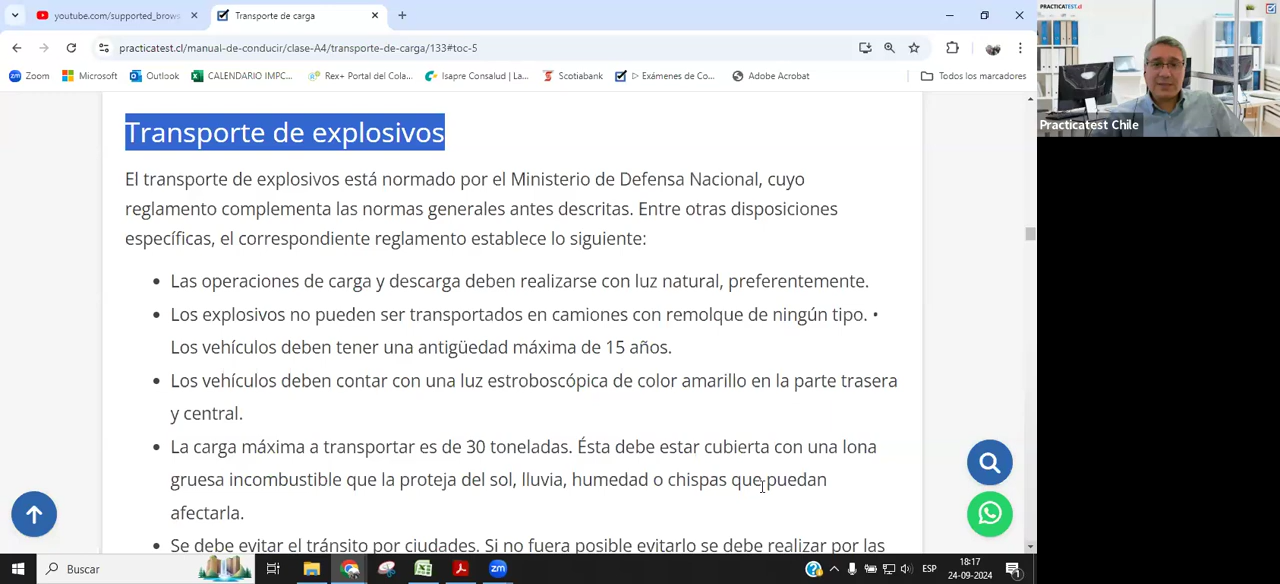 youtube.com/supported_brows
Transporte de carga
practicatest.cl/manual-de-conducir/clase-A4/transporte-de-carga/133#toc-5
Zoom
Microsoft
Outlook
CALENDARIO IMPC...
Rex+ Portal del Cola...
Isapre Consalud | La...
Scotiabank
▷ Exámenes de Co...
Adobe Acrobat
Todos los marcadores
PRACTICATEST.cl
Practicatest Chile
Transporte de explosivos
El transporte de explosivos está normado por el Ministerio de Defensa Nacional, cuyo
reglamento complementa las normas generales antes descritas. Entre otras disposiciones
específicas, el correspondiente reglamento establece lo siguiente:
• Las operaciones de carga y descarga deben realizarse con luz natural, preferentemente.
• Los explosivos no pueden ser transportados en camiones con remolque de ningún tipo. •
Los vehículos deben tener una antigüedad máxima de 15 años.
• Los vehículos deben contar con una luz estroboscópica de color amarillo en la parte trasera
y central.
• La carga máxima a transportar es de 30 toneladas. Ésta debe estar cubierta con una lona
gruesa incombustible que la proteja del sol, lluvia, humedad o chispas que puedan
afectarla.
• Se debe evitar el tránsito por ciudades. Si no fuera posible evitarlo se debe realizar por las
Buscar
zm
ESP
18:17
24-09-2024
1